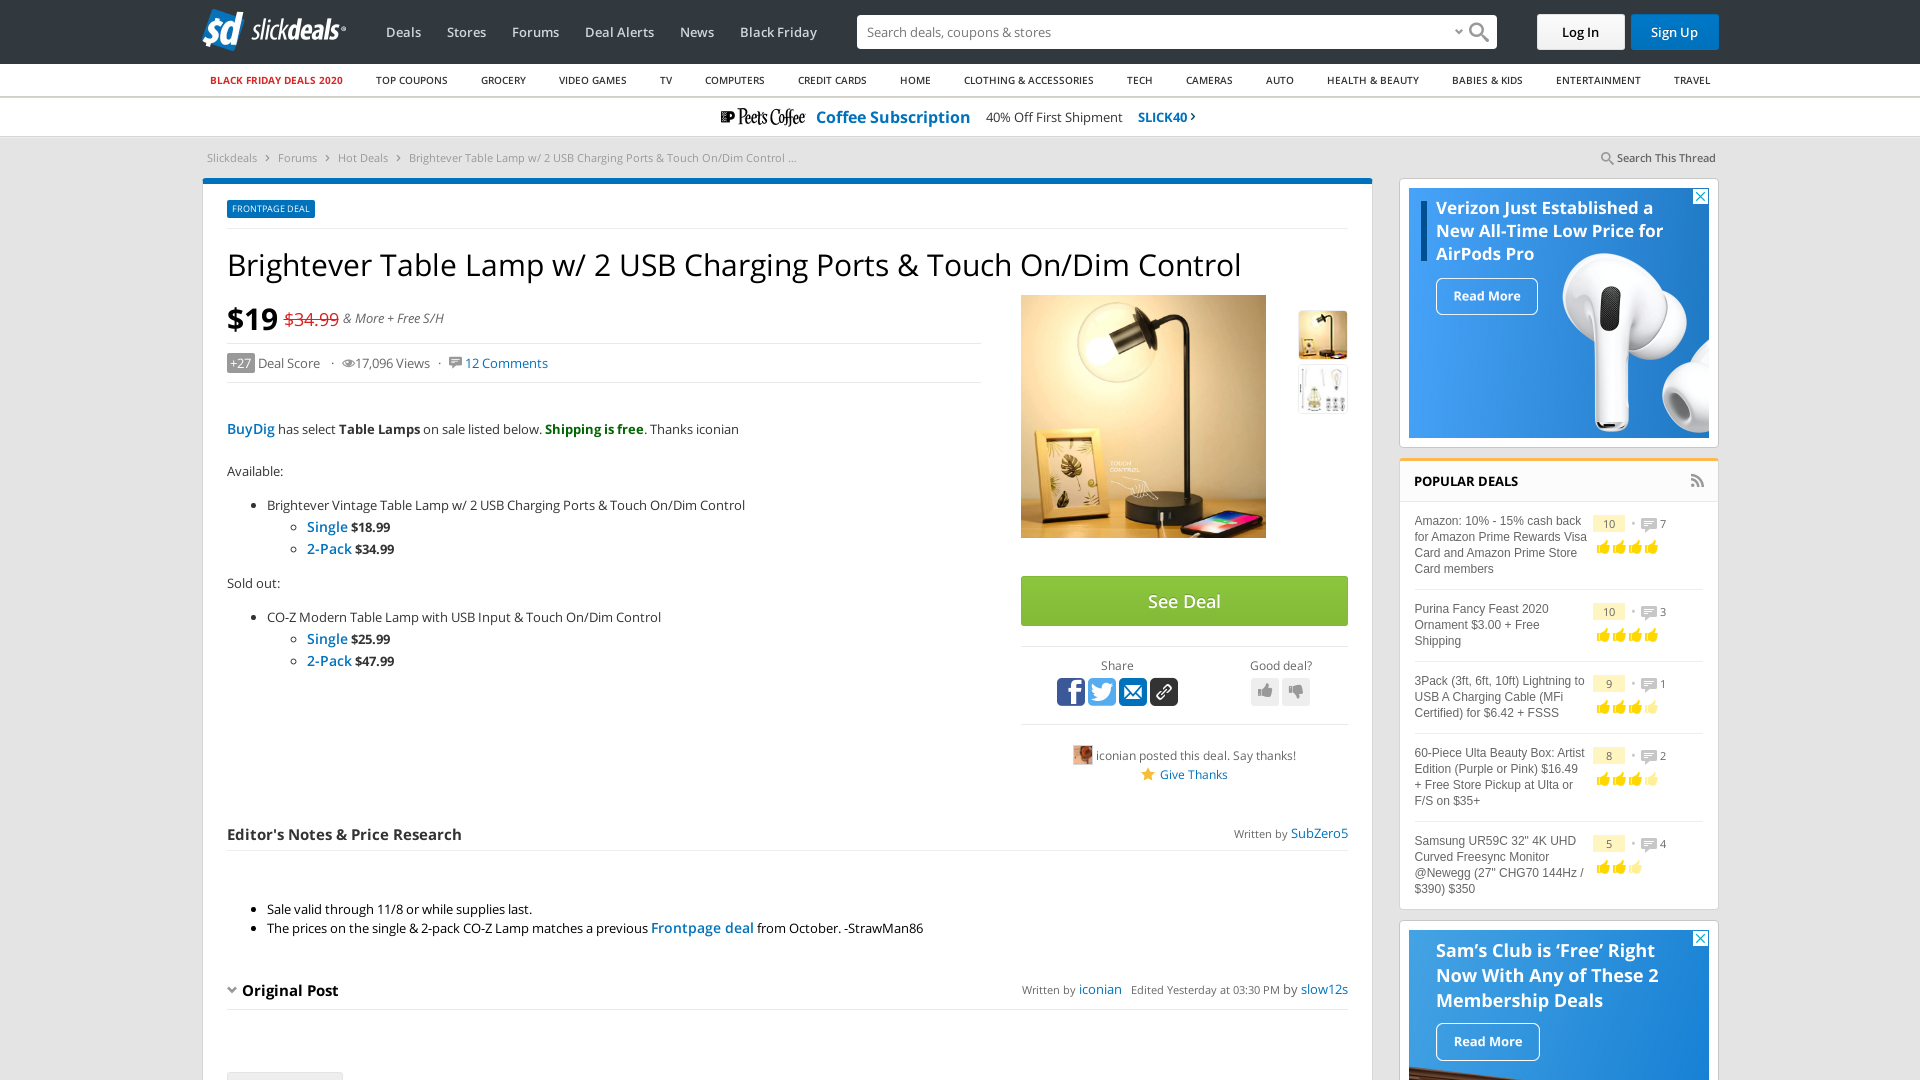 sd slickdeals
Deals
Stores
Forums
Deal Alerts
News
Black Friday
Search deals, coupons & stores
Log In
Sign Up
BLACK FRIDAY DEALS 2020
TOP COUPONS
GROCERY
VIDEO GAMES
TV
COMPUTERS
CREDIT CARDS
HOME
CLOTHING & ACCESSORIES
TECH
CAMERAS
AUTO
HEALTH & BEAUTY
BABIES & KIDS
ENTERTAINMENT
TRAVEL
Peet's Coffee Coffee Subscription 40% Off First Shipment SLICK40 ›
Slickdeals › Forums › Hot Deals › Brightever Table Lamp w/ 2 USB Charging Ports & Touch On/Dim Control ...
Search This Thread
FRONTPAGE DEAL
Brightever Table Lamp w/ 2 USB Charging Ports & Touch On/Dim Control
$19 $34.99 & More + Free S/H
+27 Deal Score · 17,096 Views · 12 Comments
BuyDig has select Table Lamps on sale listed below. Shipping is free. Thanks iconian
Available:
Brightever Vintage Table Lamp w/ 2 USB Charging Ports & Touch On/Dim Control
Single $18.99
2-Pack $34.99
Sold out:
CO-Z Modern Table Lamp with USB Input & Touch On/Dim Control
Single $25.99
2-Pack $47.99
TOUCH
CONTROL
See Deal
Share
Good deal?
iconian posted this deal. Say thanks!
Give Thanks
Editor's Notes & Price Research
Written by SubZero5
Sale valid through 11/8 or while supplies last.
The prices on the single & 2-pack CO-Z Lamp matches a previous Frontpage deal from October. -StrawMan86
Original Post
Written by iconian Edited Yesterday at 03:30 PM by slow12s
Verizon Just Established a
New All-Time Low Price for
AirPods Pro
Read More
POPULAR DEALS
Amazon: 10% - 15% cash back
for Amazon Prime Rewards Visa
Card and Amazon Prime Store
Card members
10 • 7
Purina Fancy Feast 2020
Ornament $3.00 + Free
Shipping
10 • 3
3Pack (3ft, 6ft, 10ft) Lightning to
USB A Charging Cable (MFi
Certified) for $6.42 + FSSS
9 • 1
60-Piece Ulta Beauty Box: Artist
Edition (Purple or Pink) $16.49
+ Free Store Pickup at Ulta or
F/S on $35+
8 • 2
Samsung UR59C 32" 4K UHD
Curved Freesync Monitor
@Newegg (27" CHG70 144Hz /
$390) $350
5 • 4
Sam's Club is 'Free' Right
Now With Any of These 2
Membership Deals
Read More